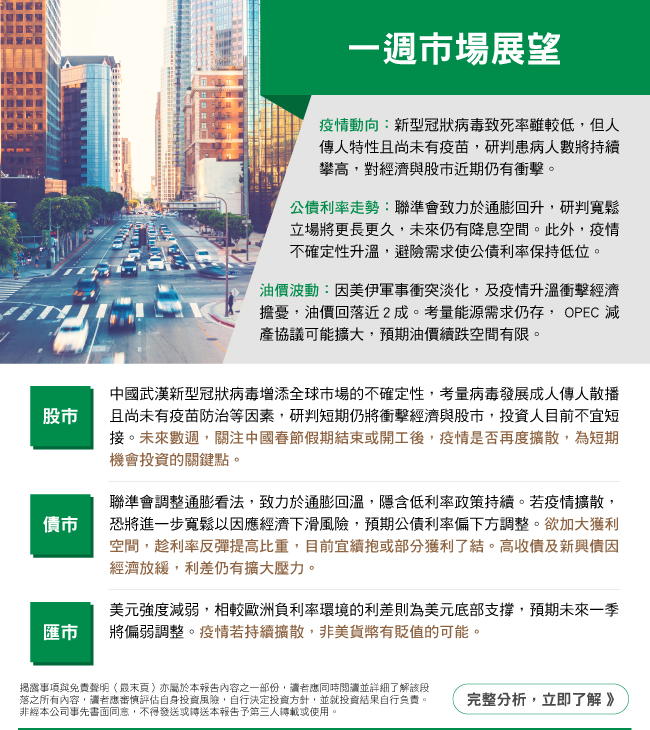 一週市場展望
疫情動向：新型冠狀病毒致死率雖較低，但人
傳人特性且尚未有疫苗，研判患病人數將持續
攀高，對經濟與股市近期仍有衝擊。
公債利率走勢：聯準會致力於通膨回升，研判寬鬆
立場將更長更久，未來仍有降息空間。此外，疫情
不確定性升溫，避險需求使公債利率保持低位。
油價波動：因美伊軍事衝突淡化，及疫情升溫衝擊經濟
擔憂，油價回落近 2 成。考量能源需求仍存， OPEC 減
產協議可能擴大，預期油價續跌空間有限。
股市
中國武漢新型冠狀病毒增添全球市場的不確定性，考量病毒發展成人傳人散播
且尚未有疫苗防治等因素，研判短期仍將衝擊經濟與股市，投資人目前不宜短
接。未來數週，關注中國春節假期結束或開工後，疫情是否再度擴散，為短期
機會投資的關鍵點。
債市
聯準會調整通膨看法，致力於通膨回溫，隱含低利率政策持續。若疫情擴散，
恐將進一步寬鬆以因應經濟下滑風險，預期公債利率偏下方調整。欲加大獲利
空間，趁利率反彈提高比重，目前宜續抱或部分獲利了結。高收債及新興債因
經濟放緩，利差仍有擴大壓力。
匯市
美元強度減弱，相較歐洲負利率環境的利差則為美元底部支撐，預期未來一季
將偏弱調整。疫情若持續擴散，非美貨幣有貶值的可能。
揭露事項與免責聲明（最末頁）亦屬於本報告內容之一部份，讀者應同時閱讀並詳細了解該段
落之所有內容，讀者應審慎評估自身投資風險，自行決定投資方針，並就投資結果自行負責。
非經本公司事先書面同意，不得發送或轉送本報告予第三人轉載或使用。
完整分析，立即了解 》